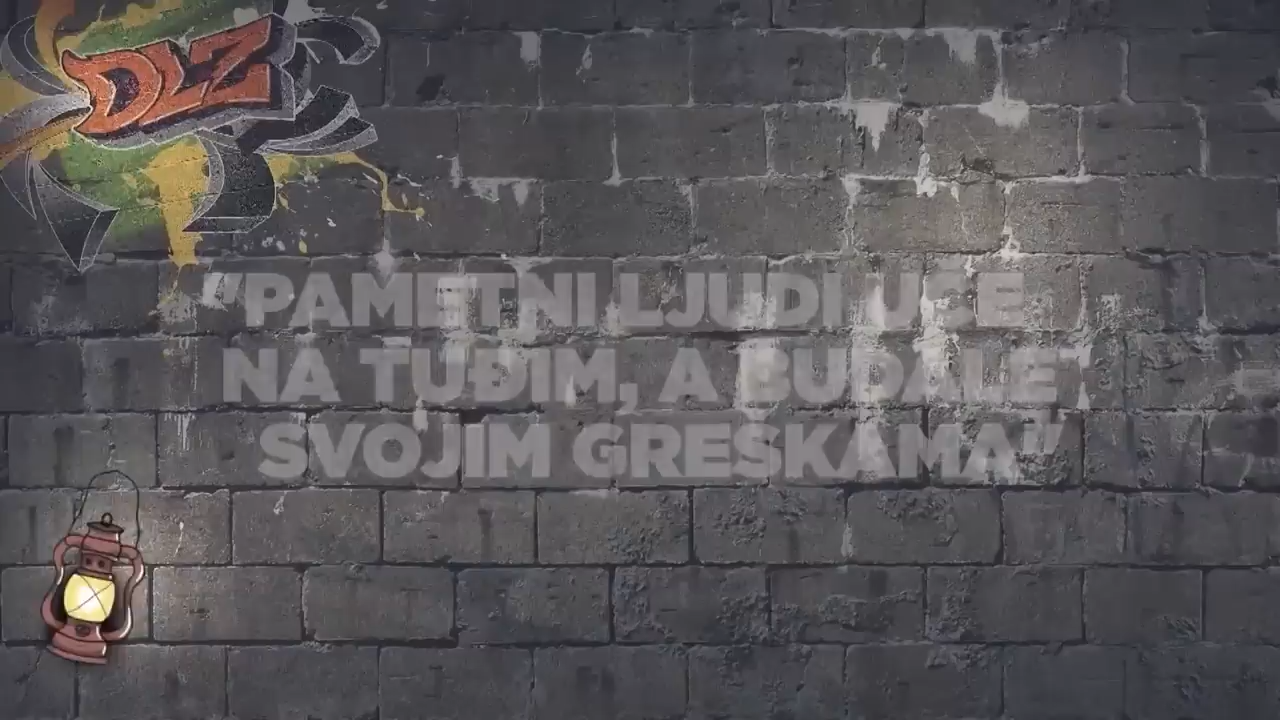 DLZ
"PAMETNI LJUDI UČE
NA TUĐIM, A BUDALE
SVOJIM GREŠKAMA"